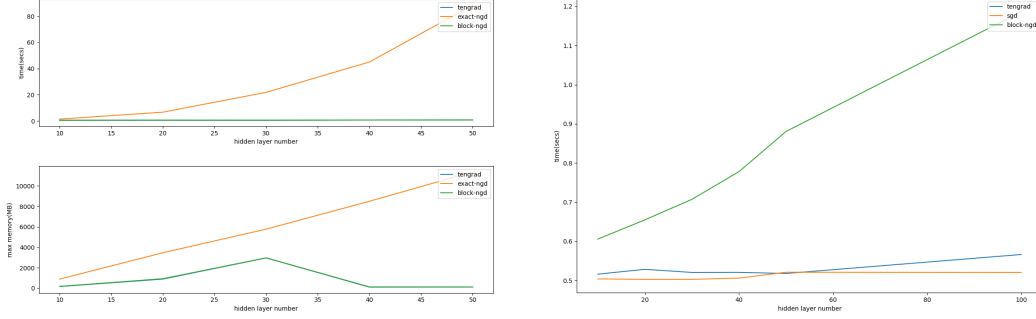 80
60
40
20
0
time(secs)
tengrad
exact-ngd
block-ngd
10 15 20 25 30 35 40 45 50
hidden layer number
10000
8000
6000
4000
2000
0
max memory(MB)
tengrad
exact-ngd
block-ngd
10 15 20 25 30 35 40 45 50
hidden layer number
1.2
1.1
1.0
0.9
0.8
0.7
0.6
0.5
time(secs)
tengrad
sgd
block-ngd
20 40 60 80 100
hidden layer number